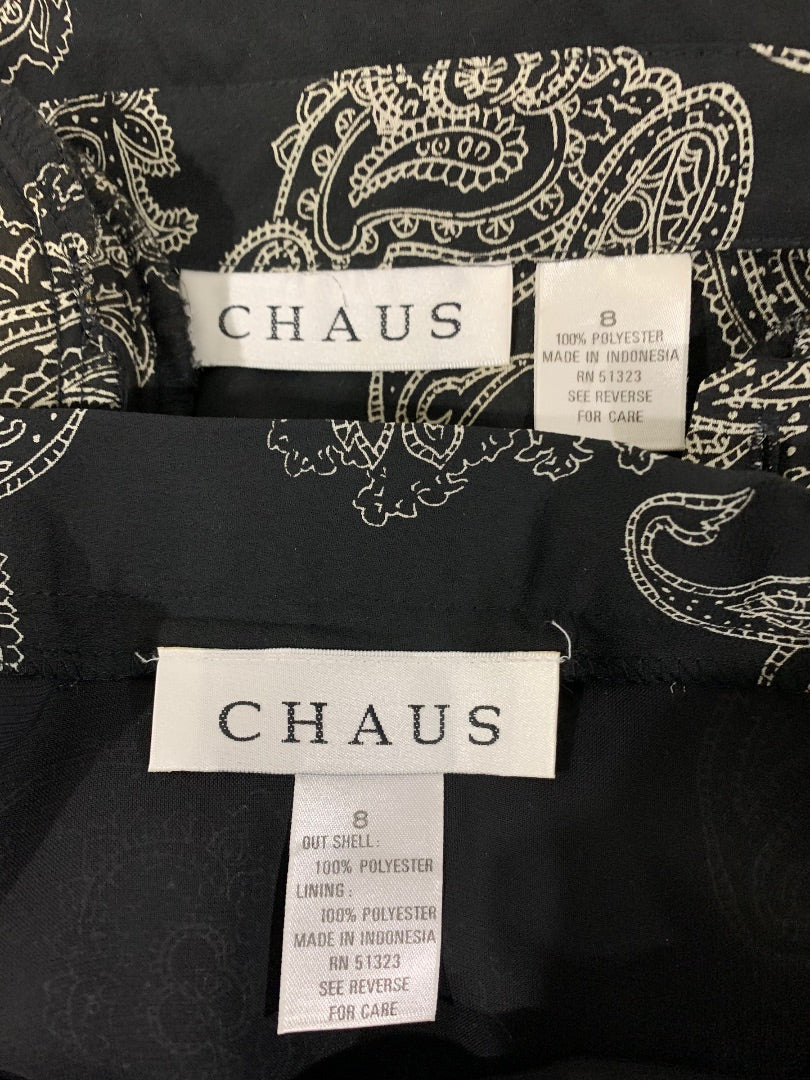 CHAUS
8
100% POLYESTER
MADE IN INDONESIA
RN 51323
SEE REVERSE
FOR CARE
CHAUS
8
OUT SHELL:
100% POLYESTER
LINING:
100% POLYESTER
MADE IN INDONESIA
RN 51323
SEE REVERSE
FOR CARE